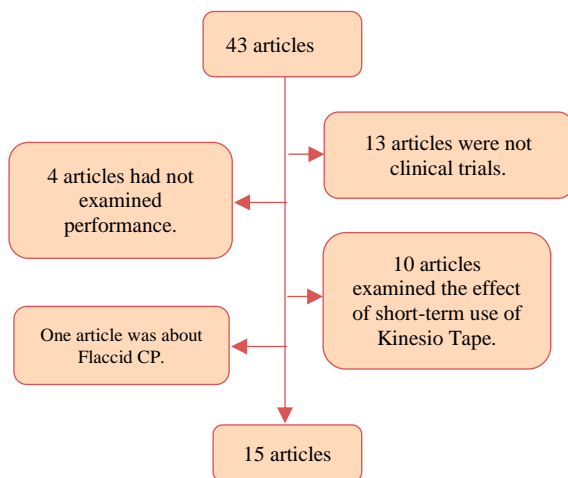 43 articles
13 articles were not
clinical trials.
4 articles had not
examined
performance.
10 articles
examined the effect
of short-term use of
Kinesio Tape.
One article was about
Flaccid CP.
15 articles